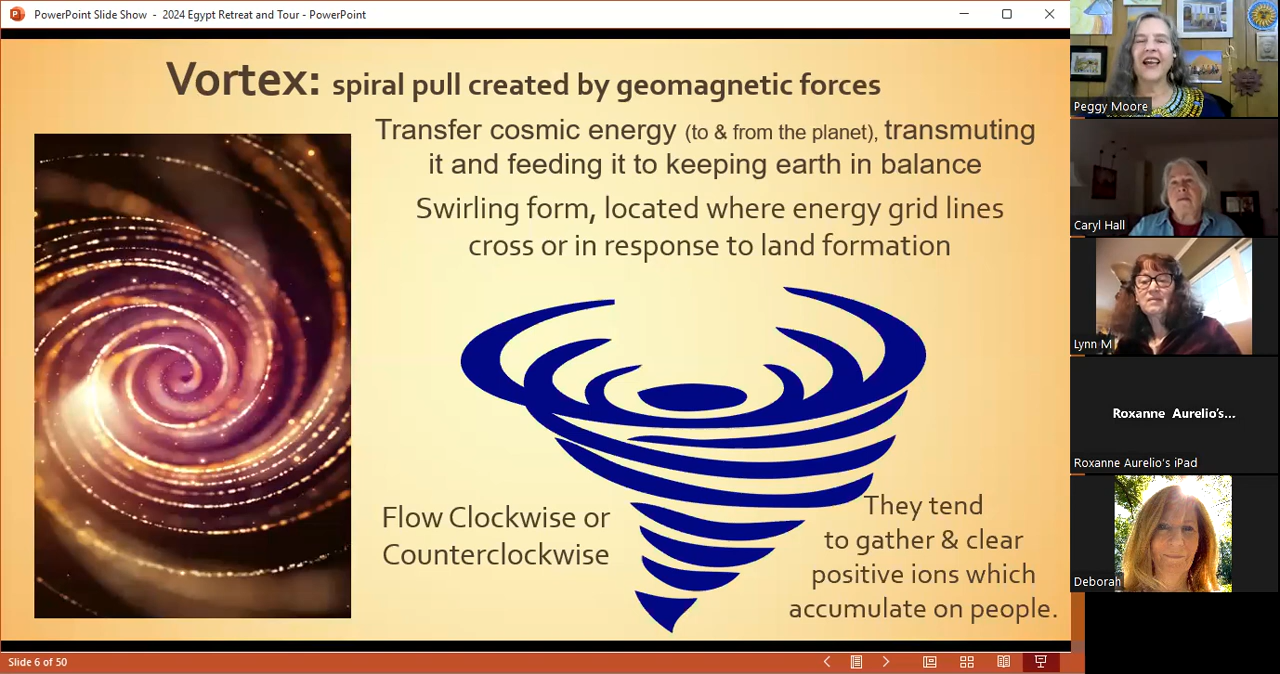 PowerPoint Slide Show - 2024 Egypt Retreat and Tour - PowerPoint
Vortex: spiral pull created by geomagnetic forces
Transfer cosmic energy (to & from the planet), transmuting
it and feeding it to keeping earth in balance
Swirling form, located where energy grid lines
cross or in response to land formation
Flow Clockwise or
Counterclockwise
They tend
to gather & clear
positive ions which
accumulate on people.
Slide 6 of 50
Peggy Moore
Caryl Hall
Lynn M
Roxanne Aurelio's...
Roxanne Aurelio's iPad
Deborah